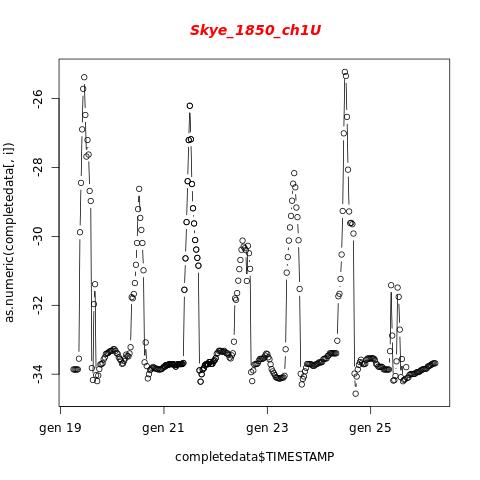 Skye_1850_ch1U
as.numeric(completedata[, i])
-26
-28
-30
-32
-34
gen 19
gen 21
gen 23
gen 25
completedata$TIMESTAMP